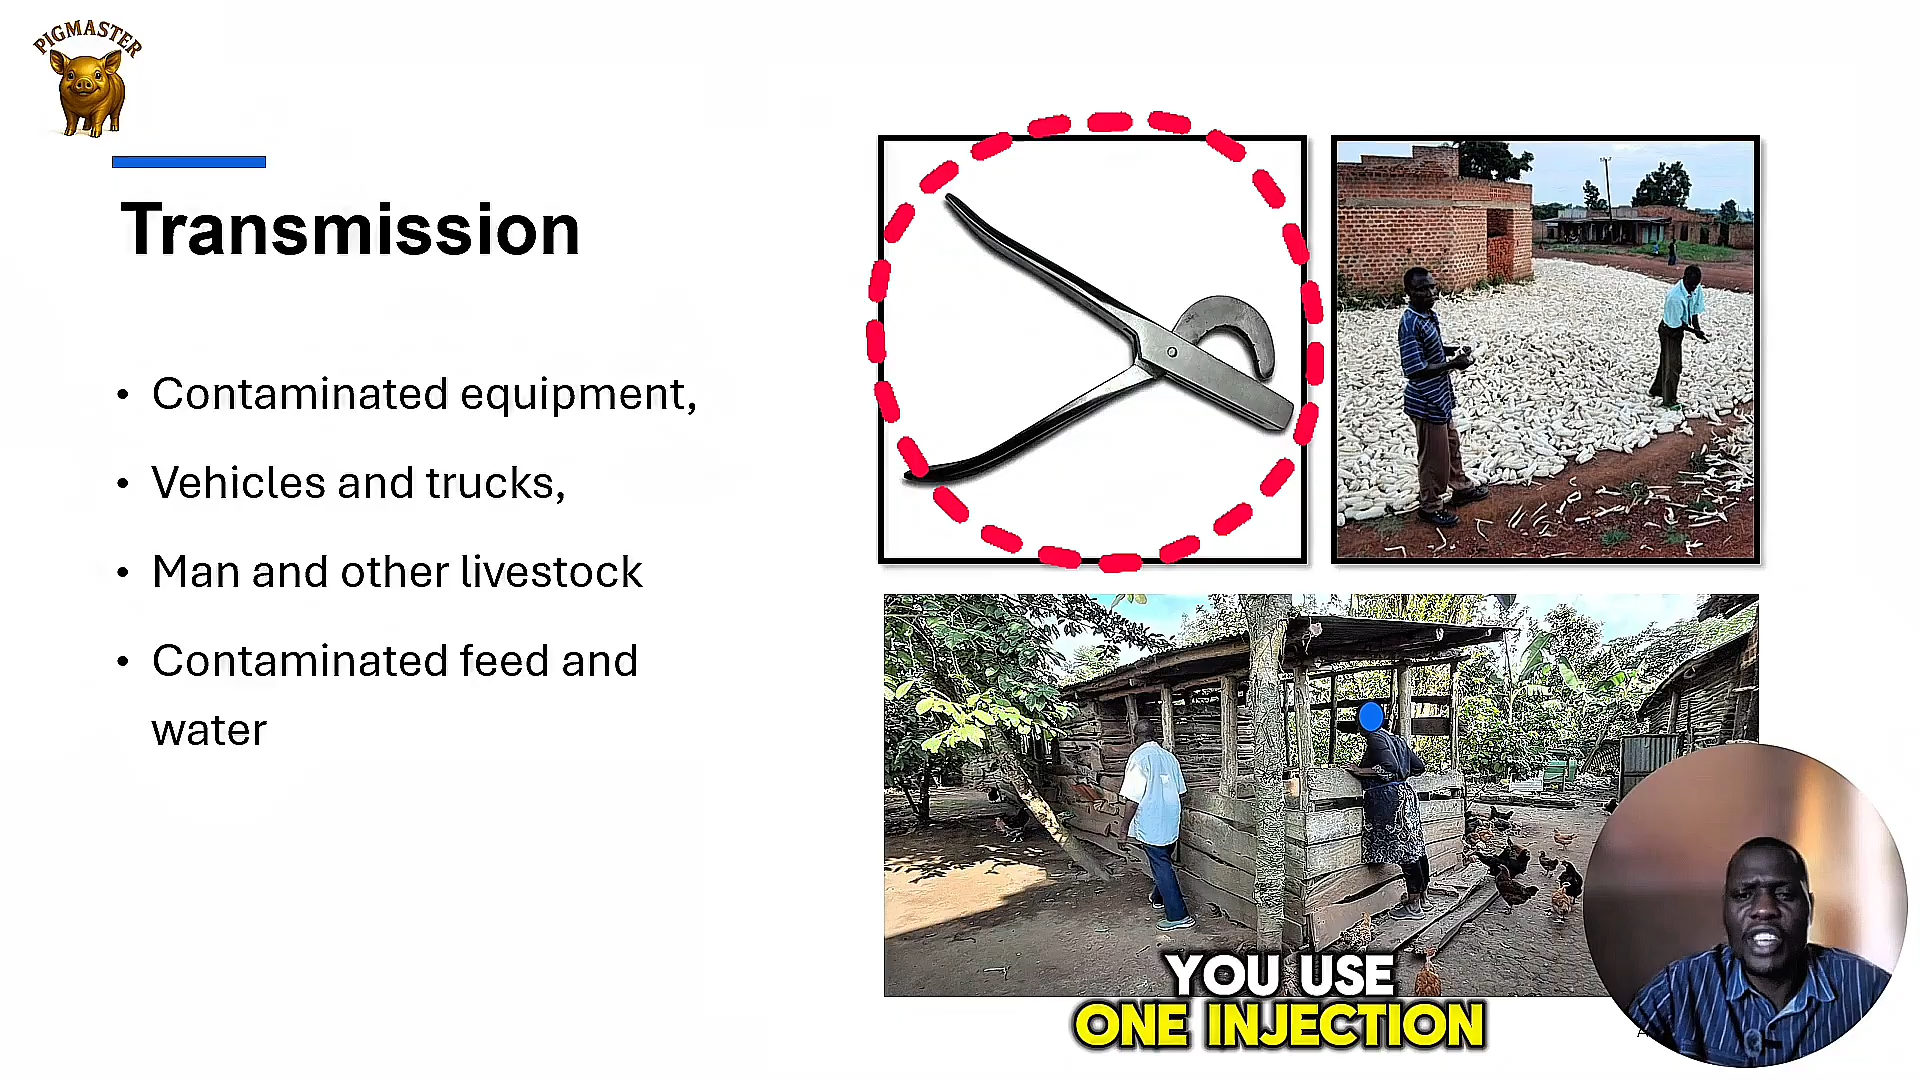 PIGMASTER
Transmission
• Contaminated equipment,
• Vehicles and trucks,
• Man and other livestock
• Contaminated feed and
water
YOU USE
ONE INJECTION